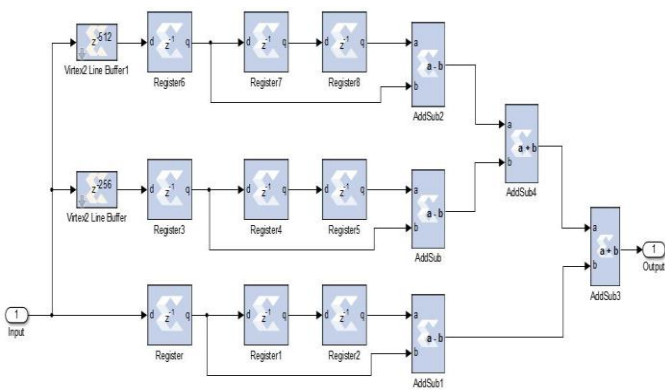 z-512
Virtex2 Line Buffer1
d z-1 q
Register6
d z-1 q
Register7
d z-1 q
Register8
a
b
a - b
AddSub2
a
b
a + b
AddSub4
z-256
Virtex2 Line Buffer
d z-1 q
Register3
d z-1 q
Register4
d z-1 q
Register5
a
b
a - b
AddSub
a
b
a + b
AddSub3
1
Output
1
Input
d z-1 q
Register
d z-1 q
Register1
d z-1 q
Register2
a
b
a - b
AddSub1